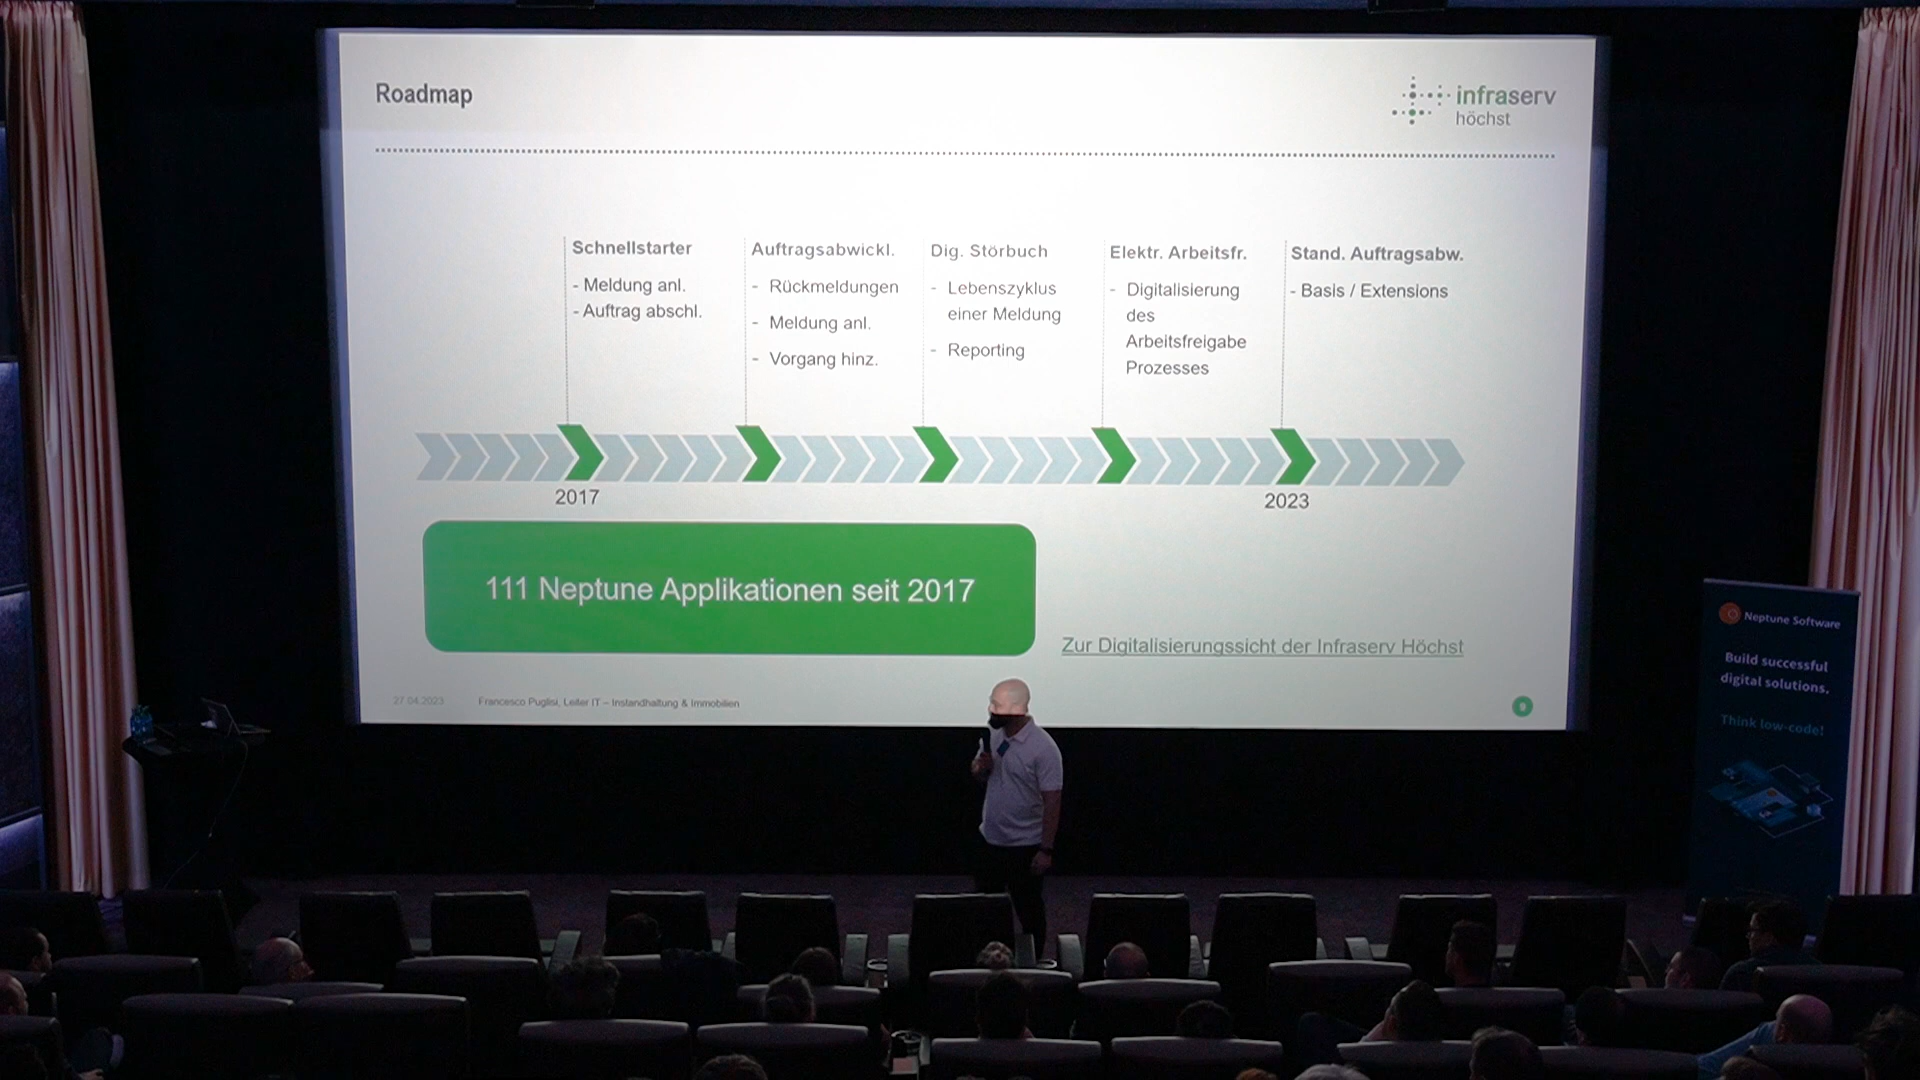 Roadmap
infraserv
höchst
Schnellstarter
- Meldung anl.
- Auftrag abschl.
Auftragsabwickl.
- Rückmeldungen
- Meldung anl.
- Vorgang hinz.
Dig. Störbuch
- Lebenszyklus
einer Meldung
- Reporting
Elektr. Arbeitsfr.
- Digitalisierung
des
Arbeitsfreigabe
Prozesses
Stand. Auftragsabw.
- Basis / Extensions
2017
2023
111 Neptune Applikationen seit 2017
Zur Digitalisierungssicht der Infraserv Höchst
27.04.2023
Francesco Puglisi, Leiter IT – Instandhaltung & Immobilien
Neptune Software
Build successful
digital solutions.
Think low-code!